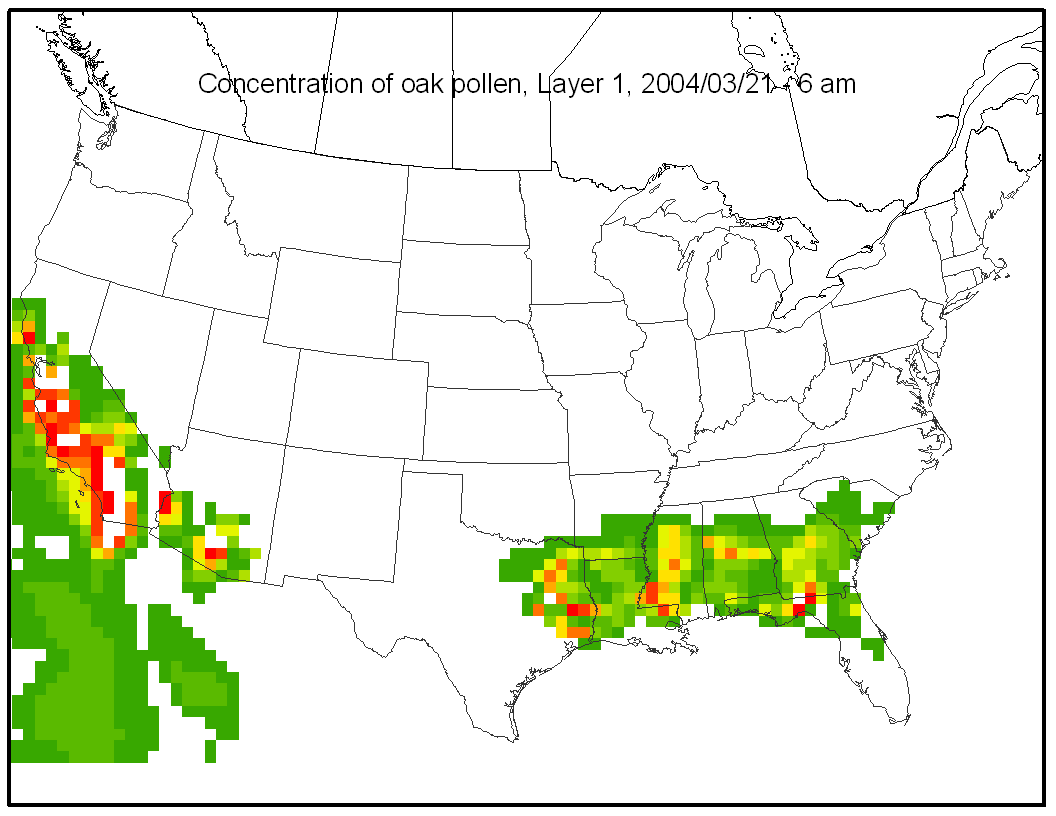 Concentration of oak pollen, Layer 1, 2004/03/21 - 6 am